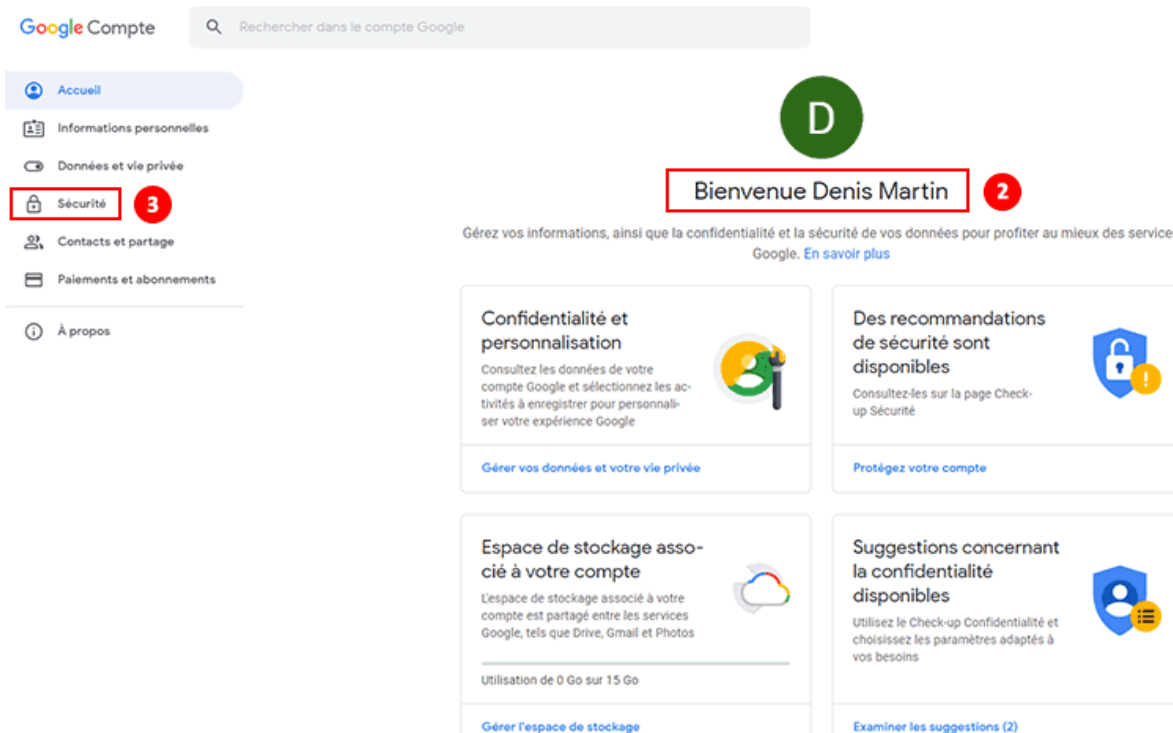 Google Compte
Rechercher dans le compte Google
Accueil
Informations personnelles
Données et vie privée
Sécurité
3
Contacts et partage
Paiements et abonnements
À propos
D
Bienvenue Denis Martin
2
Gérez vos informations, ainsi que la confidentialité et la sécurité de vos données pour profiter au mieux des service
Google. En savoir plus
Confidentialité et
personnalisation
Consultez les données de votre
compte Google et sélectionnez les ac-
tivités à enregistrer pour personnali-
ser votre expérience Google
Gérer vos données et votre vie privée
Des recommandations
de sécurité sont
disponibles
Consultez-les sur la page Check-
up Sécurité
Protégez votre compte
Espace de stockage asso-
cié à votre compte
L'espace de stockage associé à votre
compte est partagé entre les services
Google, tels que Drive, Gmail et Photos
Utilisation de 0 Go sur 15 Go
Gérer l'espace de stockage
Suggestions concernant
la confidentialité
disponibles
Utilisez le Check-up Confidentialité et
choisissez les paramètres adaptés à
vos besoins
Examiner les suggestions (2)